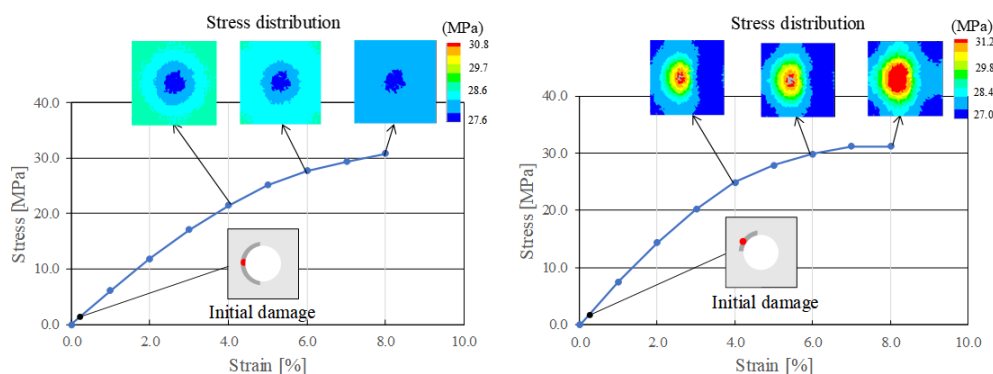 Stress distribution
(MPa)
30.8
29.7
28.6
27.6
40.0
30.0
20.0
10.0
0.0
Stress [MPa]
Initial damage
0.0 2.0 4.0 6.0 8.0 10.0
Strain [%]
Stress distribution
(MPa)
31.2
29.8
28.4
27.0
40.0
30.0
20.0
10.0
0.0
Stress [MPa]
Initial damage
0.0 2.0 4.0 6.0 8.0 10.0
Strain [%]